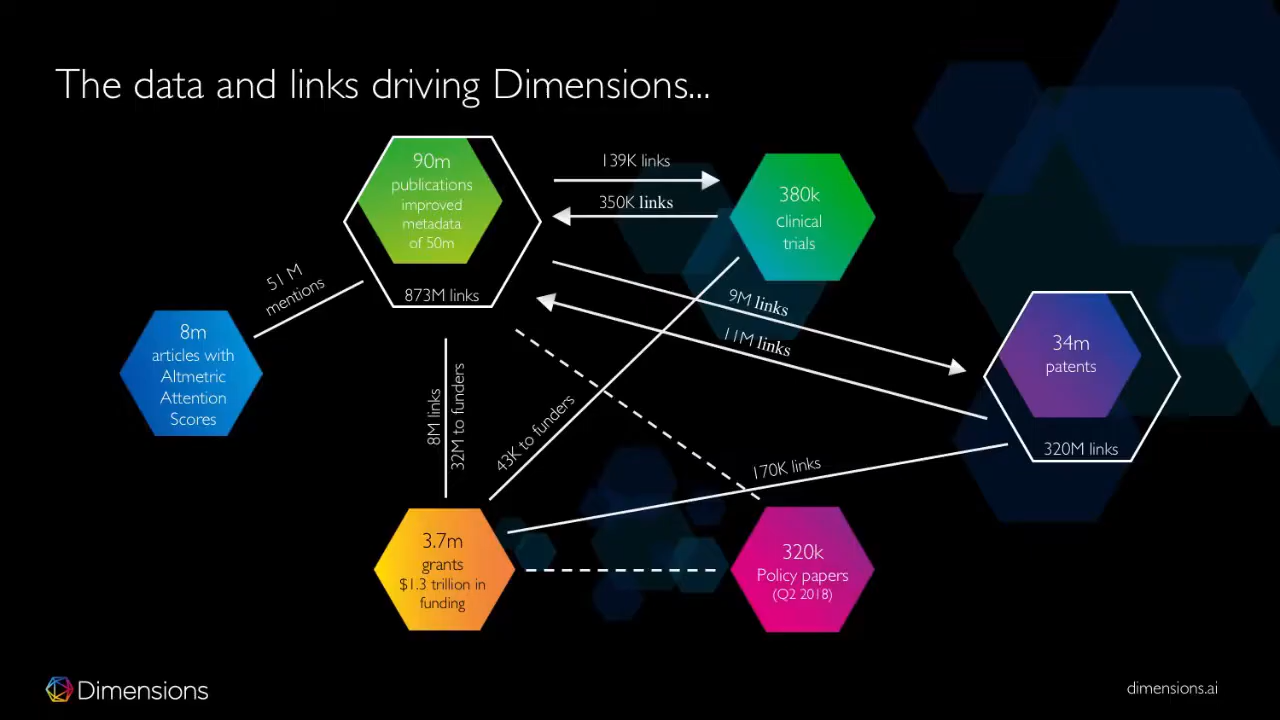 The data and links driving Dimensions...
90m
publications
improved
metadata
of 50m
873M links
139K links
350K links
380k
clinical
trials
51 M
mentions
8m
articles with
Altmetric
Attention
Scores
9M links
11M links
34m
patents
320M links
8M links
32M to funders
43K to funders
170K links
3.7m
grants
$1.3 trillion in
funding
320k
Policy papers
(Q2 2018)
Dimensions
dimensions.ai